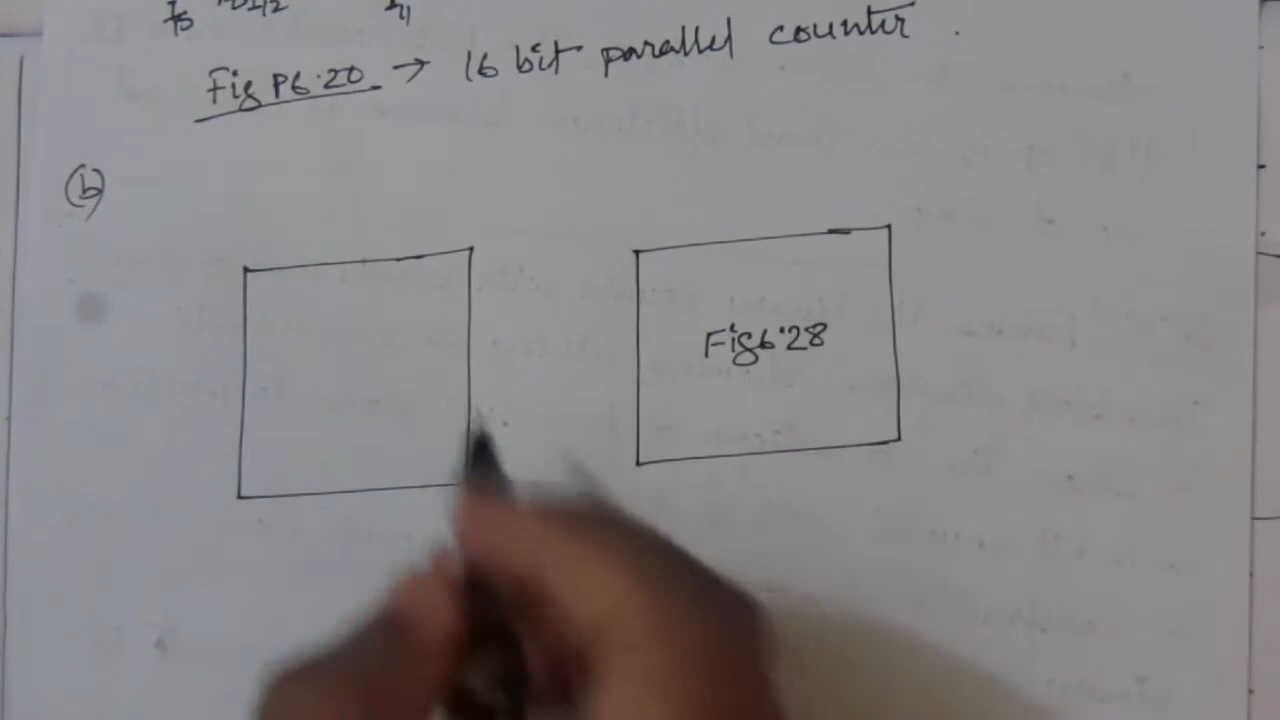 Fig P6.20 → 16 bit parallel counter.
(b)
Fig 6.28